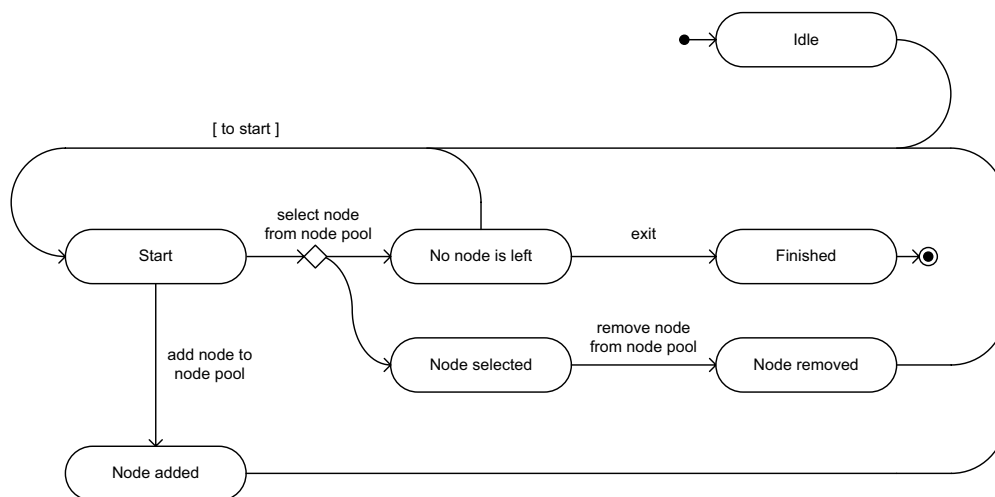 Idle
[ to start ]
select node
from node pool
Start
No node is left
exit
Finished
remove node
from node pool
Node selected
Node removed
add node to
node pool
Node added